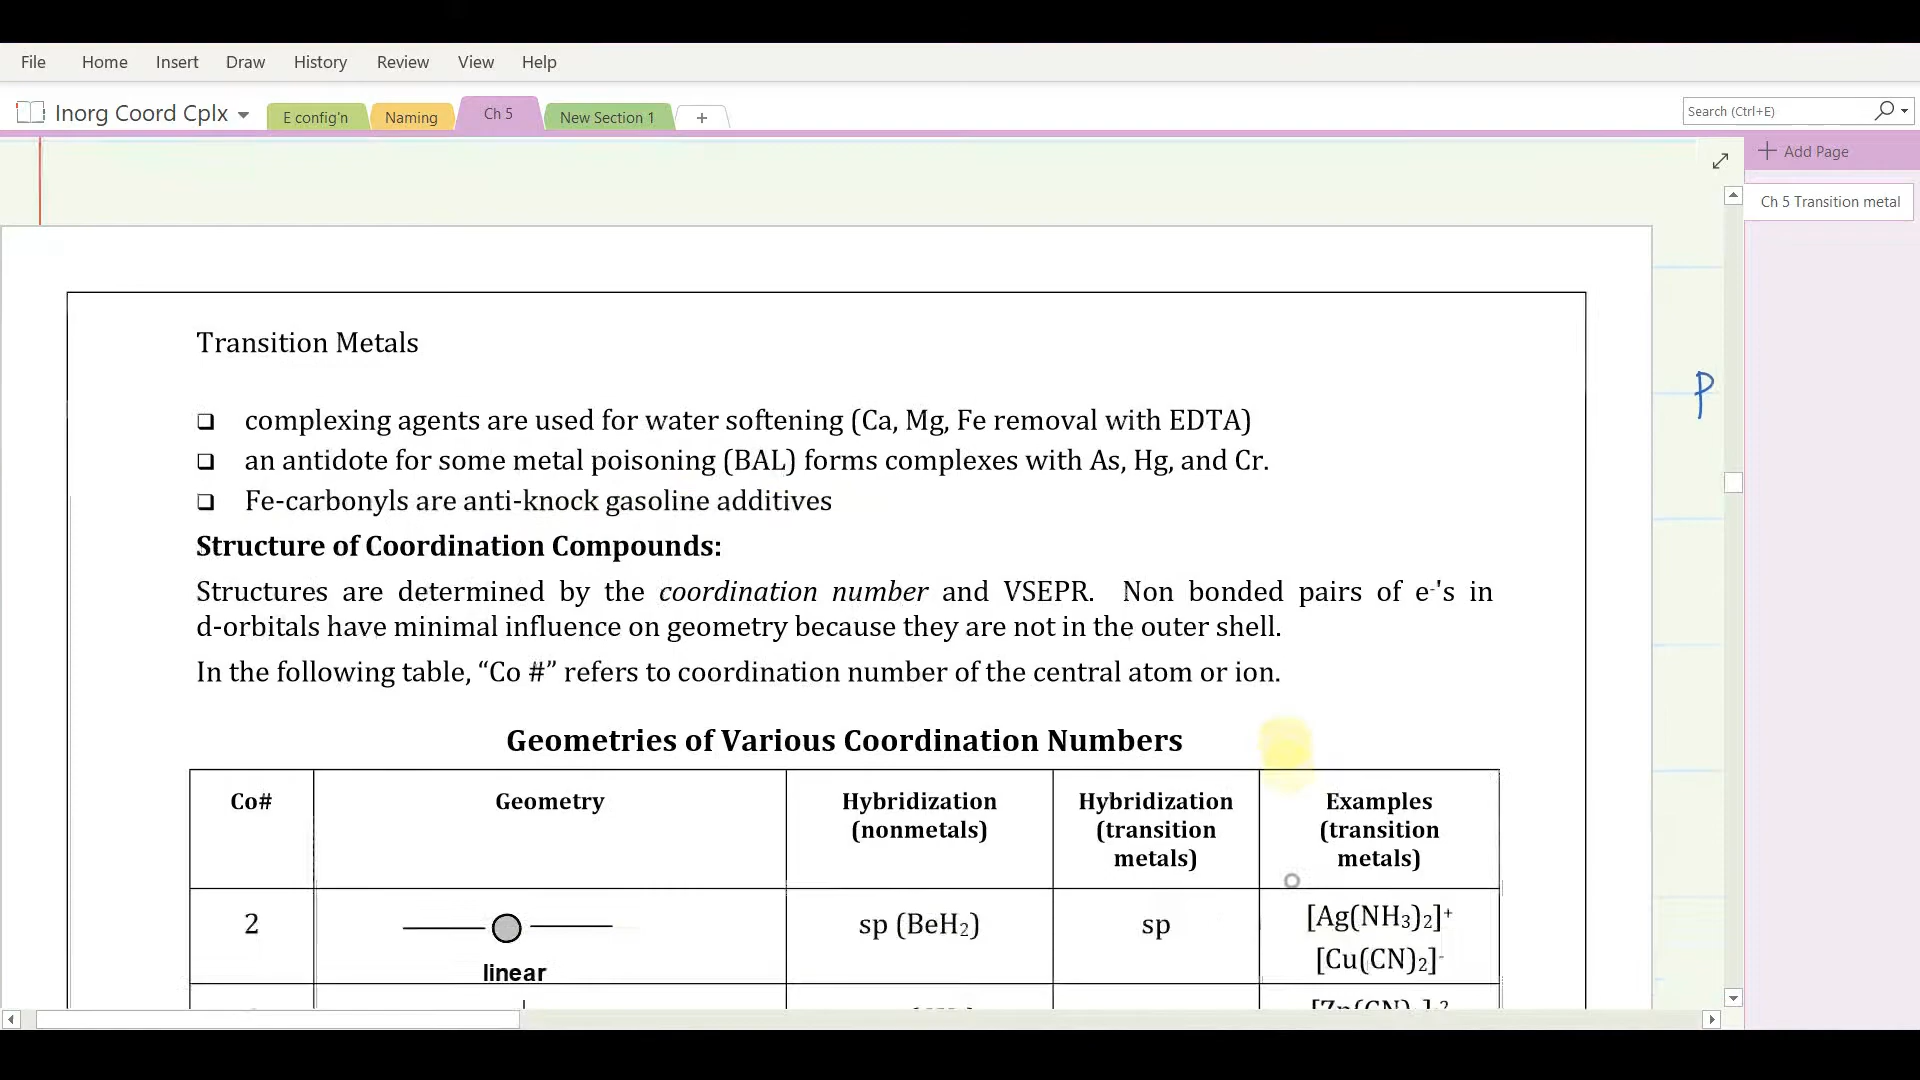 File Home Insert Draw History Review View Help
Inorg Coord Cplx E config'n Naming Ch 5 New Section 1 + Search (Ctrl+E)
Add Page
Ch 5 Transition metal
P
Transition Metals
❑ complexing agents are used for water softening (Ca, Mg, Fe removal with EDTA)
❑ an antidote for some metal poisoning (BAL) forms complexes with As, Hg, and Cr.
❑ Fe-carbonyls are anti-knock gasoline additives
Structure of Coordination Compounds:
Structures are determined by the coordination number and VSEPR. Non bonded pairs of e⁻'s in
d-orbitals have minimal influence on geometry because they are not in the outer shell.
In the following table, “Co #” refers to coordination number of the central atom or ion.
Geometries of Various Coordination Numbers
Co# Geometry Hybridization Hybridization Examples
(nonmetals) (transition (transition
metals) metals)
2 sp (BeH₂) sp [Ag(NH₃)₂]⁺
[Cu(CN)₂]⁻
linear